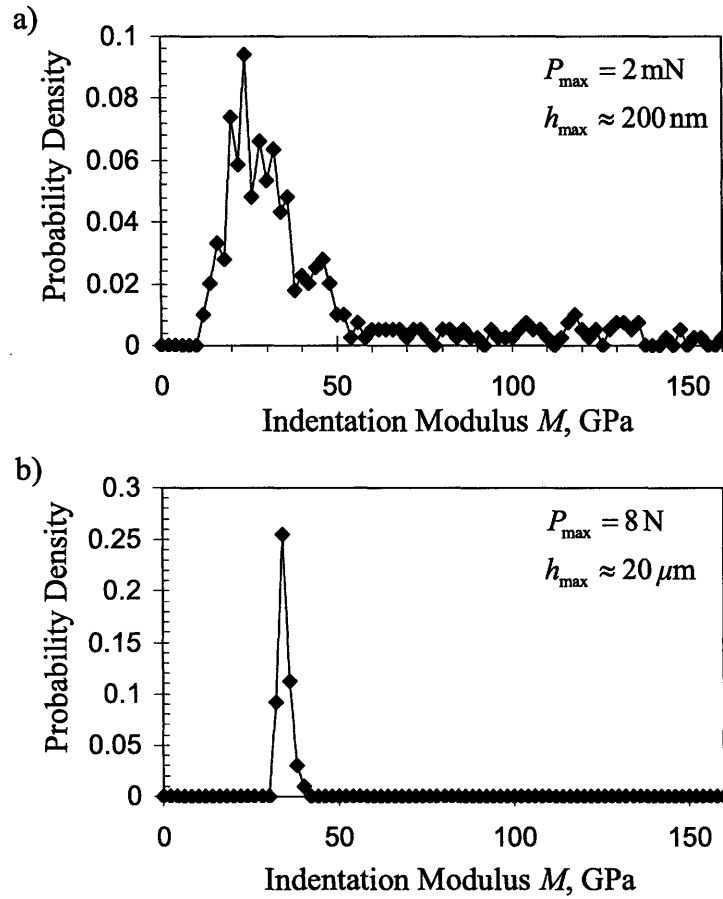 a)
0.1
0.08
0.06
0.04
0.02
0
Probability Density
P_max = 2 mN
h_max ≈ 200 nm
0 50 100 150
Indentation Modulus M, GPa
b)
0.3
0.25
0.2
0.15
0.1
0.05
0
Probability Density
P_max = 8 N
h_max ≈ 20 μm
0 50 100 150
Indentation Modulus M, GPa